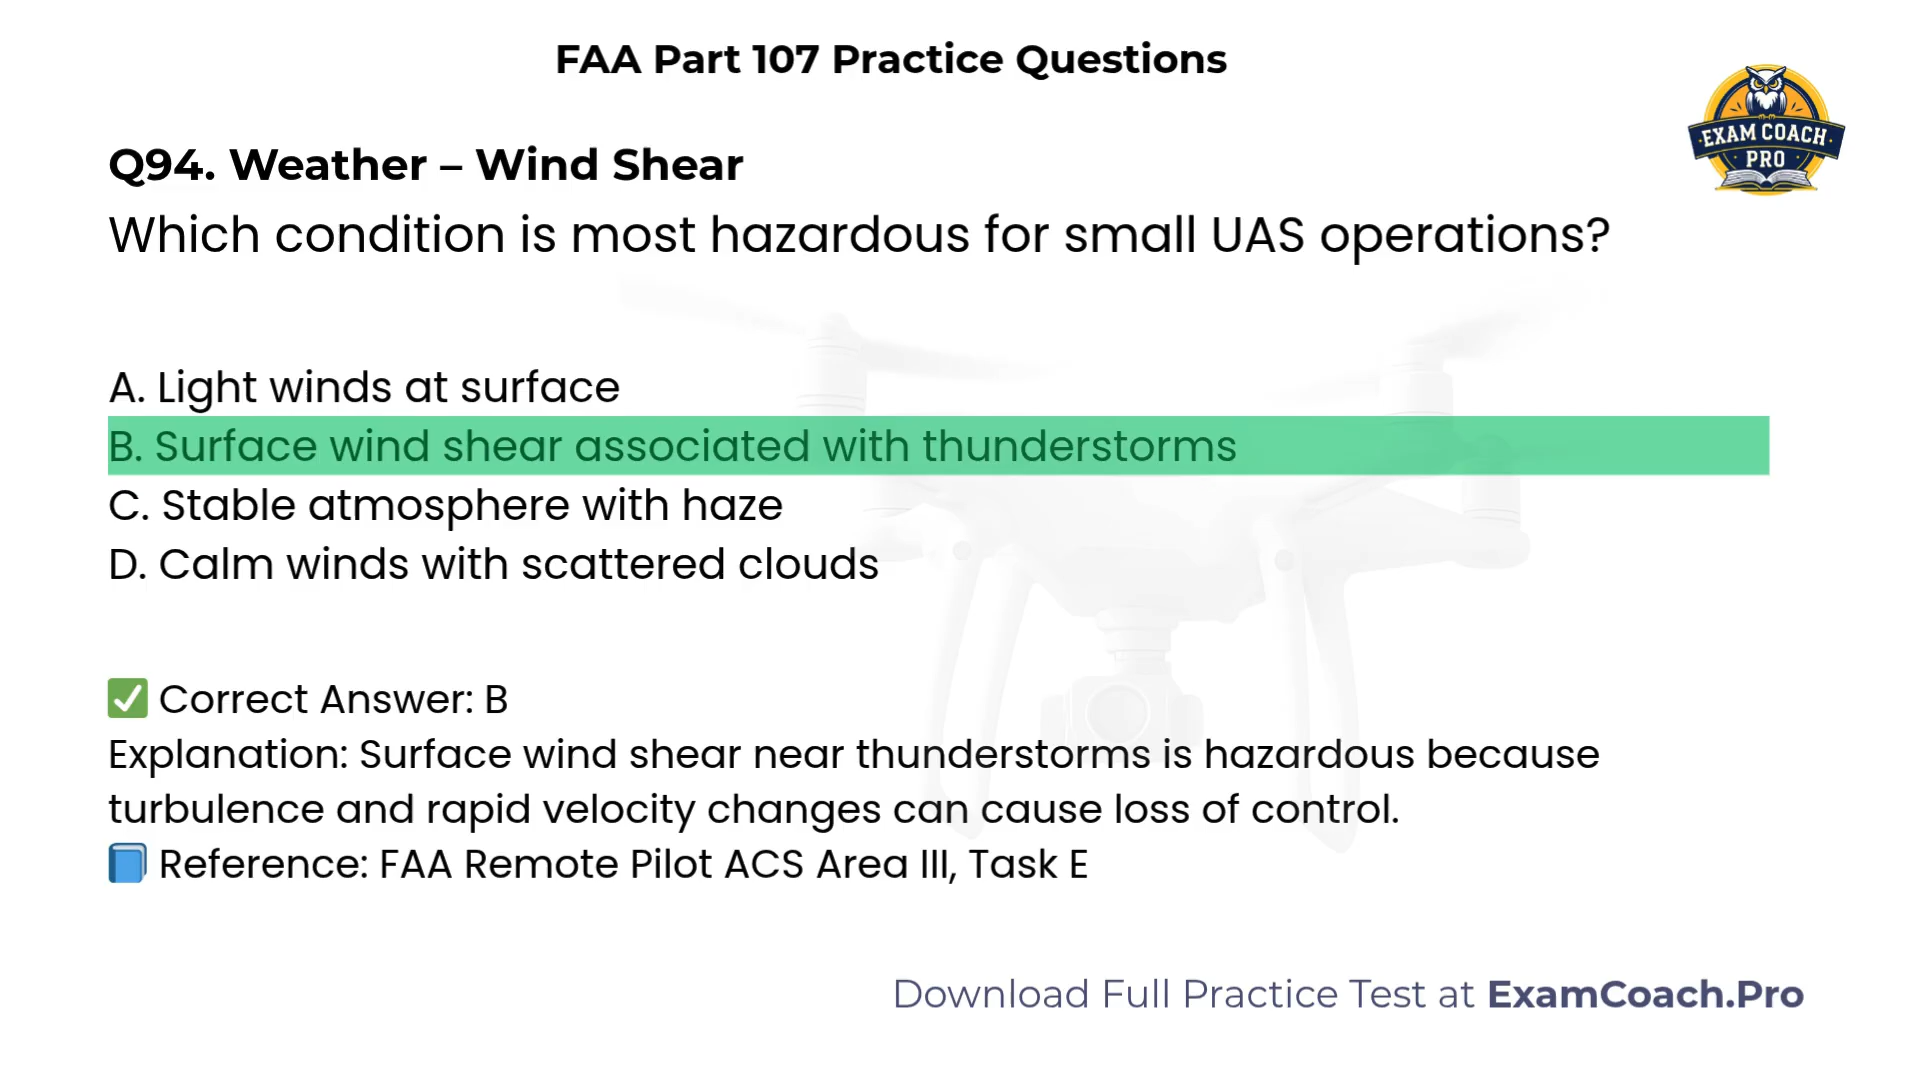 FAA Part 107 Practice Questions
EXAM COACH
PRO
Q94. Weather – Wind Shear
Which condition is most hazardous for small UAS operations?
A. Light winds at surface
B. Surface wind shear associated with thunderstorms
C. Stable atmosphere with haze
D. Calm winds with scattered clouds
✅ Correct Answer: B
Explanation: Surface wind shear near thunderstorms is hazardous because
turbulence and rapid velocity changes can cause loss of control.
📘 Reference: FAA Remote Pilot ACS Area III, Task E
Download Full Practice Test at ExamCoach.Pro